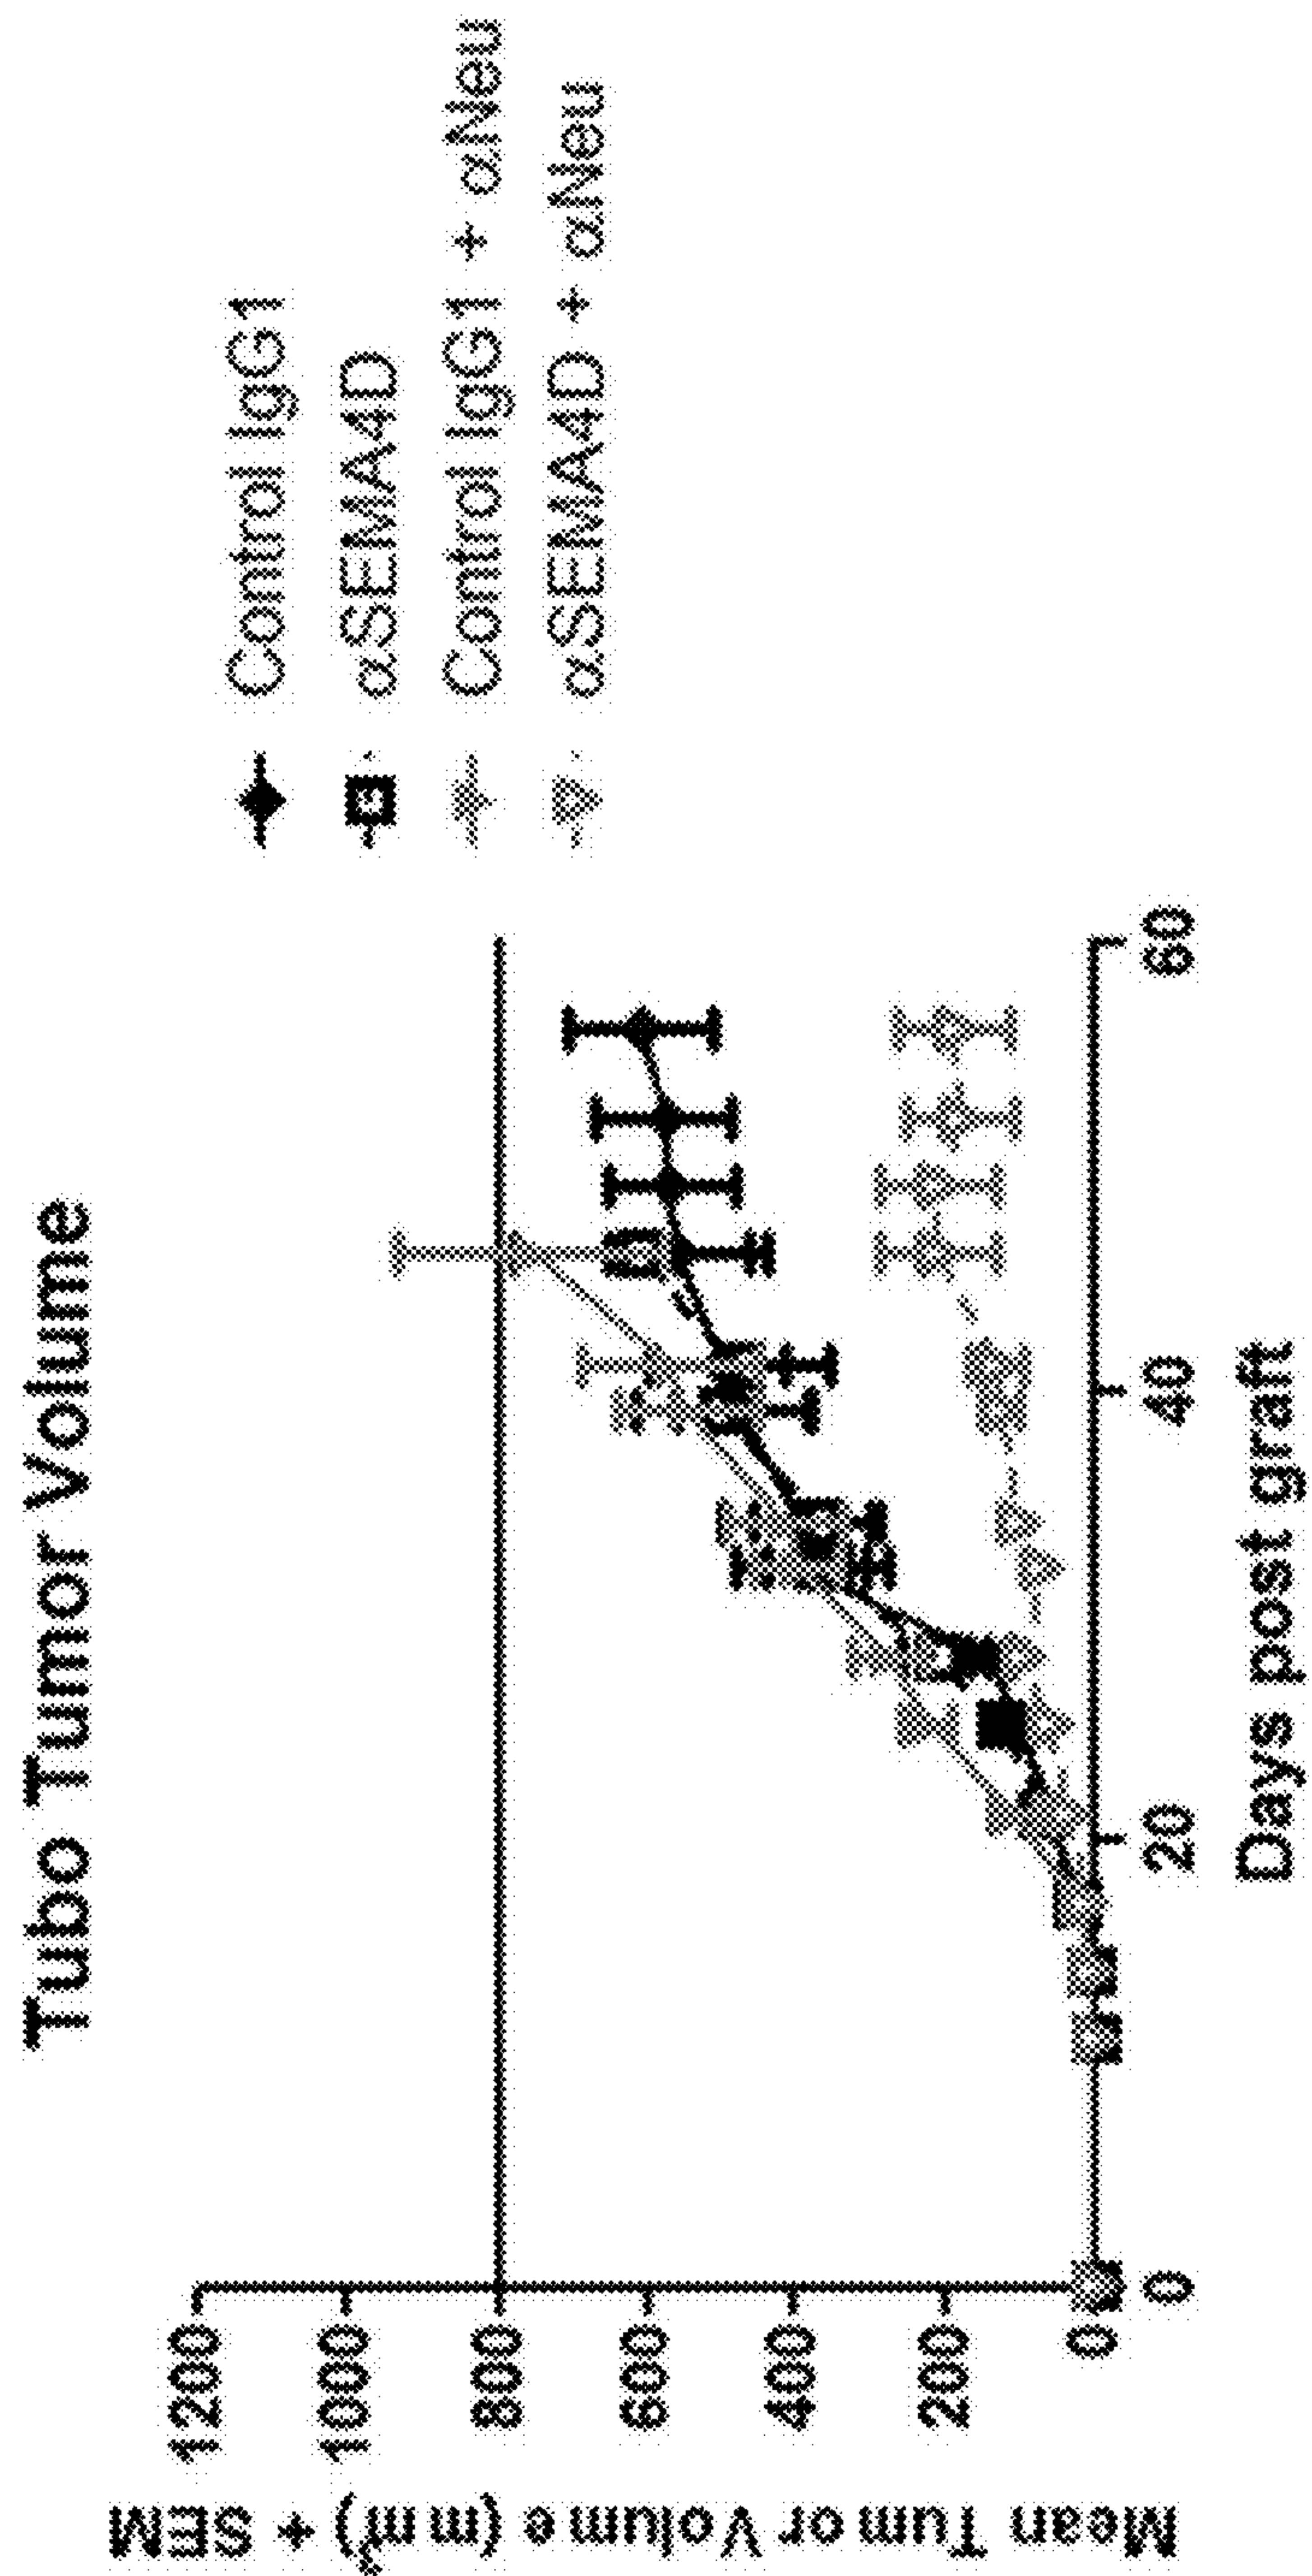 Tubo Tumor Volume
Control IgG1
αSEMA4D
Control IgG1 + αNeu
αSEMA4D + αNeu
Mean Tumor Volume (mm³) + SEM
1200
1000
800
600
400
200
0
0
20
40
60
Days post graft